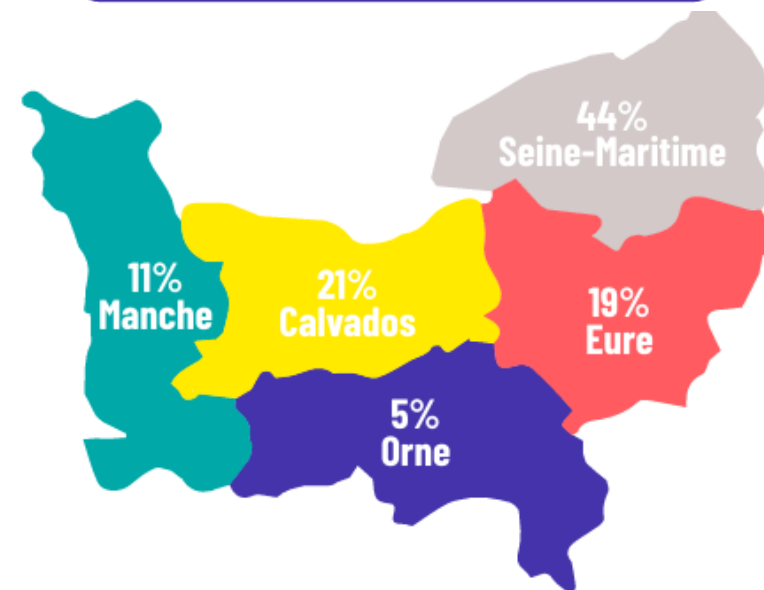 44%
Seine-Maritime
11%
Manche
21%
Calvados
19%
Eure
5%
Orne